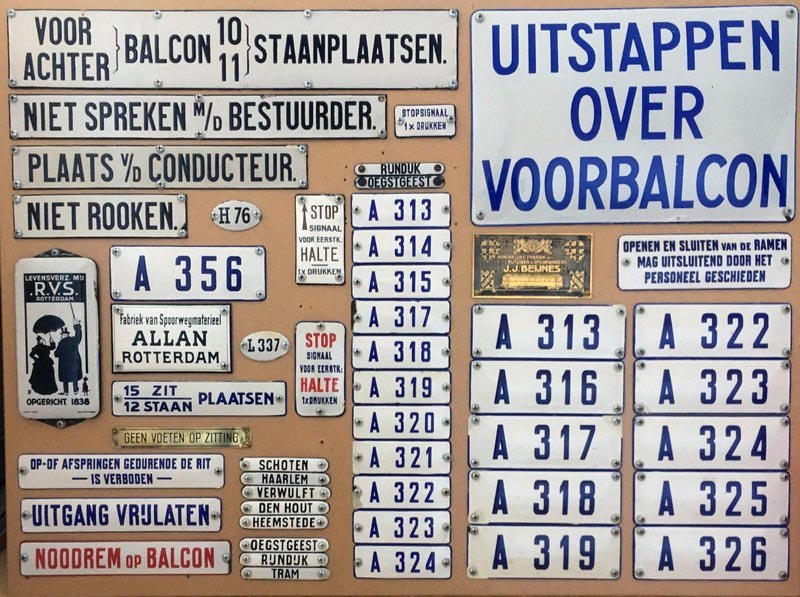 VOOR
ACHTER
BALCON
10
11
STAANPLAATSEN.
NIET SPREKEN M/D BESTUURDER.
STOPSIGNAAL
1x DRUKKEN
PLAATS V/D CONDUCTEUR.
NIET ROOKEN.
H 76
UITSTAPPEN
OVER
VOORBALCON
RIJNDIJK
OEGSTGEEST
STOP
SIGNAAL
VOOR EERSTK.
HALTE
1x DRUKKEN
LEVENSVERZ. MIJ
R.V.S.
ROTTERDAM
OPGERICHT 1838
A 356
Fabriek van Spoorwegmaterieel
ALLAN
ROTTERDAM
L 337
STOP
SIGNAAL
VOOR EERSTK:
HALTE
1x DRUKKEN
15 ZIT
12 STAAN
PLAATSEN
GEEN VOETEN OP ZITTING
OP-OF AFSPRINGEN GEDURENDE DE RIT
— IS VERBODEN —
UITGANG VRIJLATEN
NOODREM OP BALCON
SCHOTEN
HAARLEM
VERWULFT
DEN HOUT
HEEMSTEDE
OEGSTGEEST
RIJNDIJK
TRAM
A 313
A 314
A 315
A 317
A 318
A 319
A 320
A 321
A 322
A 323
A 324
J.J. BEIJNES
OPENEN EN SLUITEN VAN DE RAMEN
MAG UITSLUITEND DOOR HET
PERSONEEL GESCHIEDEN
A 313
A 316
A 317
A 318
A 319
A 322
A 323
A 324
A 325
A 326